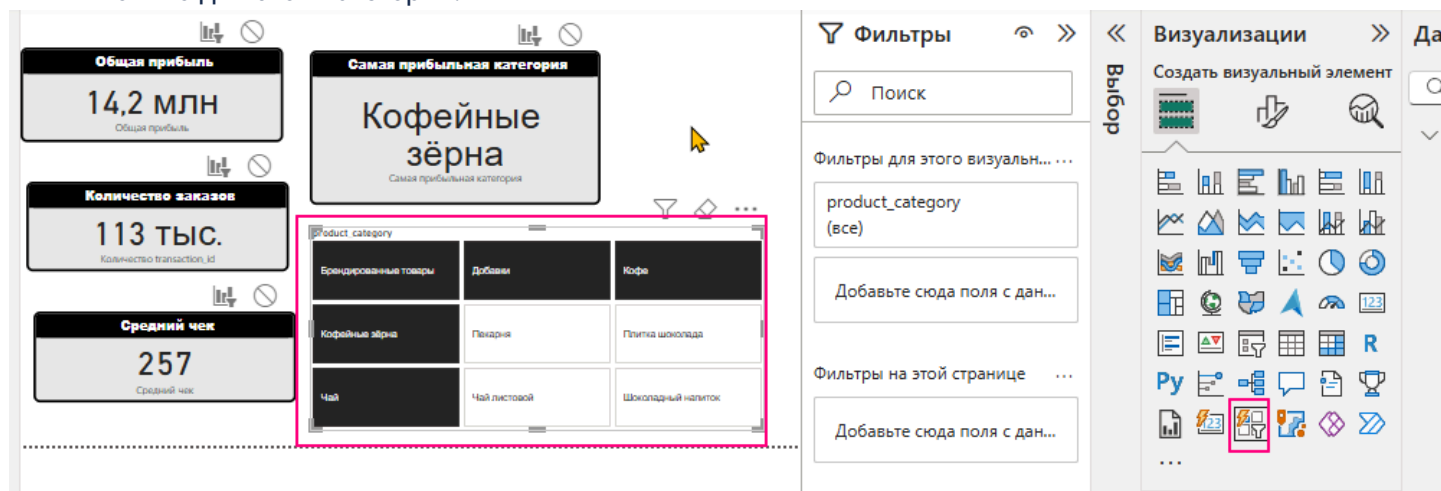 Общая прибыль
14,2 млн
Общая прибыль
Количество заказов
113 тыс.
Количество transaction_id
Средний чек
257
Средний чек
Самая прибыльная категория
Кофейные
зёрна
Самая прибыльная категория
product_category
Брендированные товары
Добавки
Кофе
Кофейные зёрна
Пекарня
Плитка шоколада
Чай
Чай листовой
Шоколадный напиток
Фильтры
Поиск
Фильтры для этого визуальн...
product_category
(все)
Добавьте сюда поля с дан...
Фильтры на этой странице
Добавьте сюда поля с дан...
Выбор
Визуализации
Создать визуальный элемент
123
R
Py
123
Да